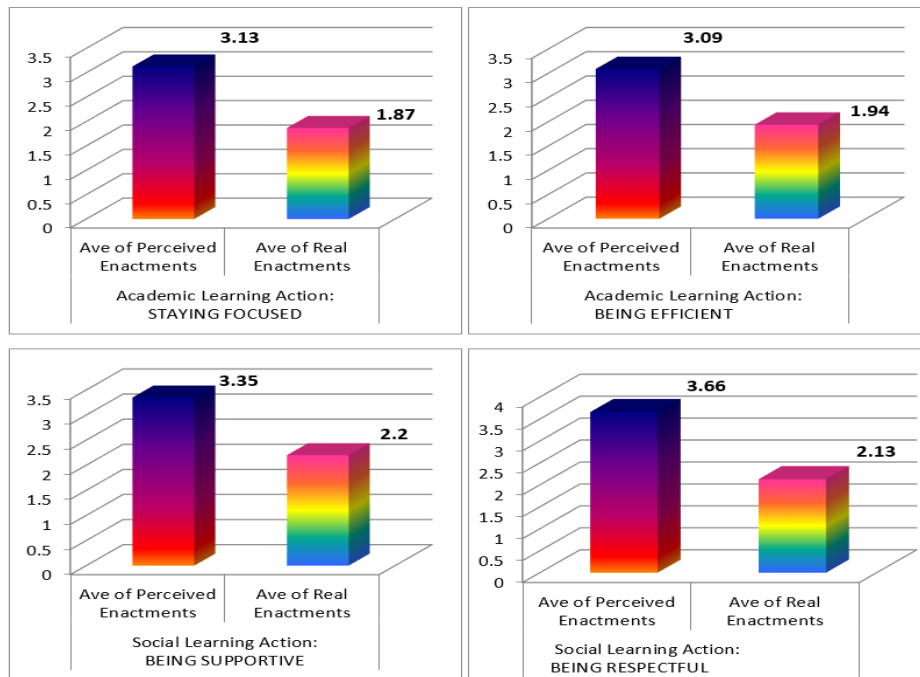 3.13
3.5
3
2.5
2
1.5
1
0.5
0
1.87
Ave of Perceived Enactments
Ave of Real Enactments
Academic Learning Action:
STAYING FOCUSED
3.09
3.5
3
2.5
2
1.5
1
0.5
0
1.94
Ave of Perceived Enactments
Ave of Real Enactments
Academic Learning Action:
BEING EFFICIENT
3.35
3.5
3
2.5
2
1.5
1
0.5
0
2.2
Ave of Perceived Enactments
Ave of Real Enactments
Social Learning Action:
BEING SUPPORTIVE
3.66
4
3.5
3
2.5
2
1.5
1
0.5
0
2.13
Ave of Perceived Enactments
Ave of Real Enactments
Social Learning Action:
BEING RESPECTFUL